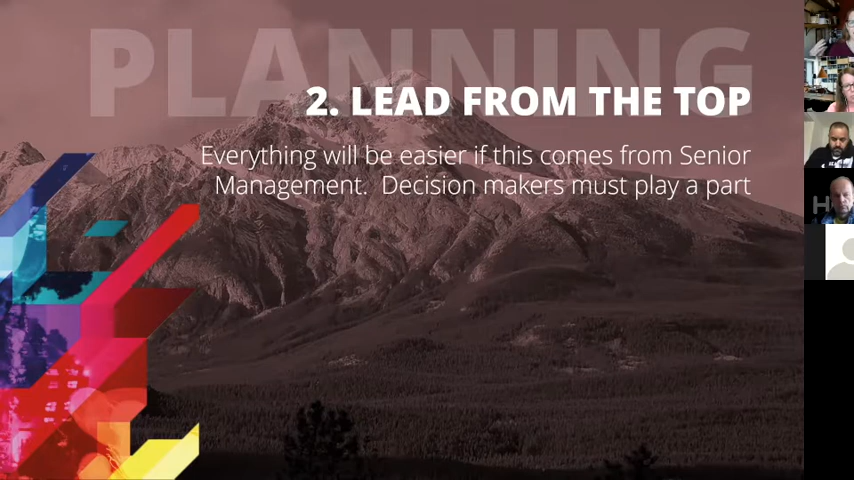 PLANNING
2. LEAD FROM THE TOP
Everything will be easier if this comes from Senior
Management. Decision makers must play a part